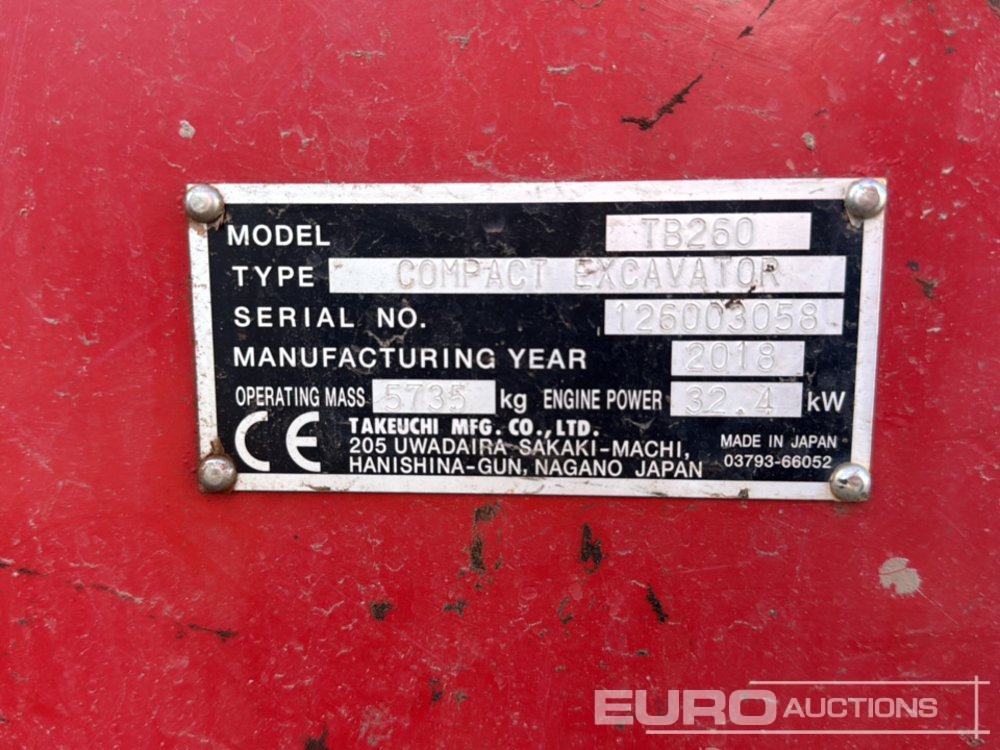 MODEL TB260
TYPE COMPACT EXCAVATOR
SERIAL NO. 126003058
MANUFACTURING YEAR 2018
OPERATING MASS 5735 kg ENGINE POWER 32.4 kW
CE
TAKEUCHI MFG. CO., LTD.
205 UWADAIRA SAKAKI-MACHI,
HANISHINA-GUN, NAGANO JAPAN
MADE IN JAPAN
03793-66052
EURO AUCTIONS